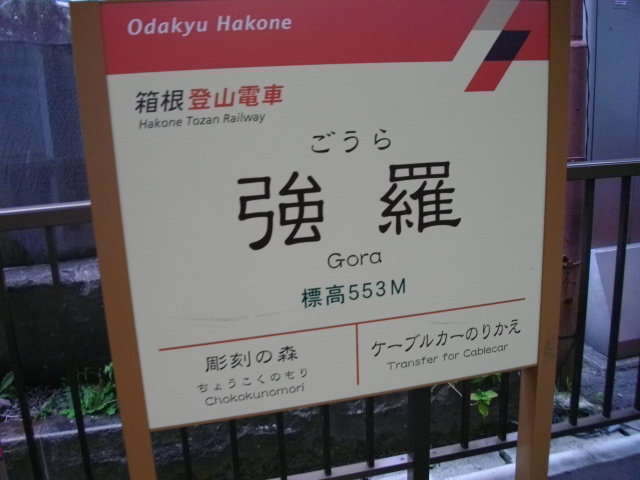 Odakyu Hakone
箱根登山電車
Hakone Tozan Railway
ごうら
強羅
Gora
標高553M
彫刻の森
ちょうこくのもり
Chokokunomori
ケーブルカーのりかえ
Transfer for Cablecar